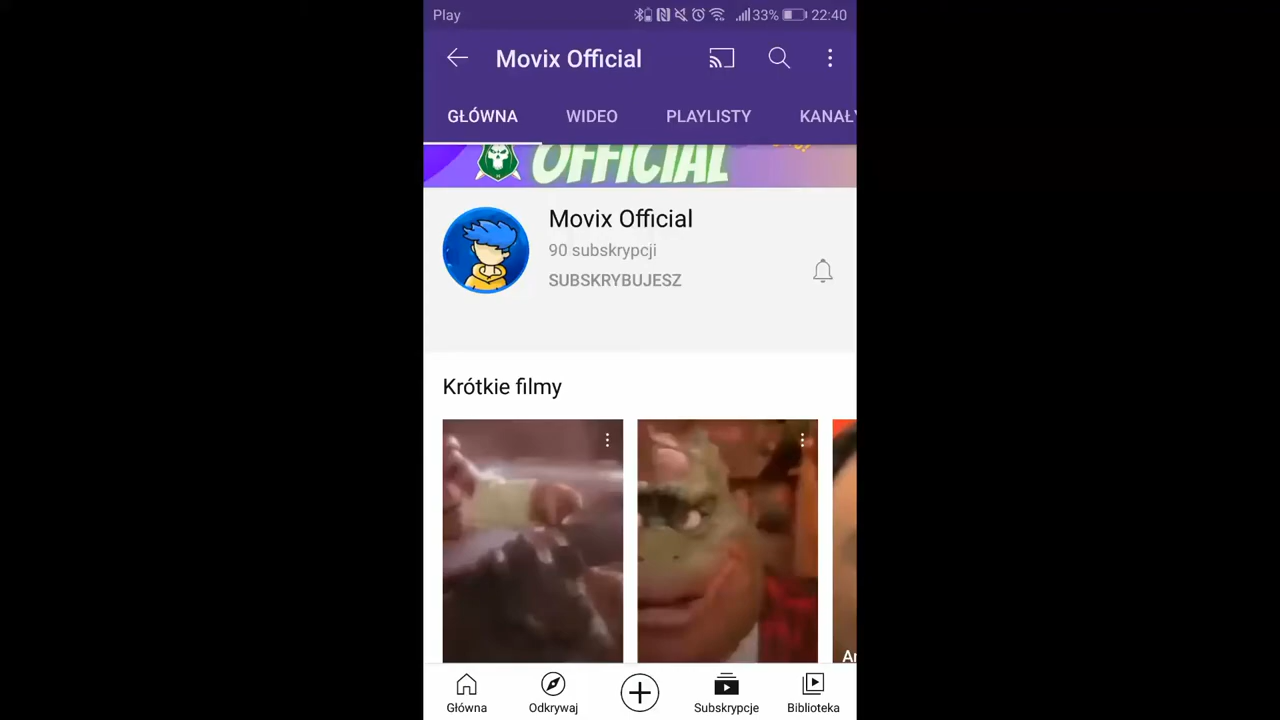 Play
33% 22:40
Movix Official
GŁÓWNA WIDEO PLAYLISTY KANAŁY
OFFICIAL
Movix Official
90 subskrypcji
SUBSKRYBUJESZ
Krótkie filmy
Główna Odkrywaj Subskrypcje Biblioteka